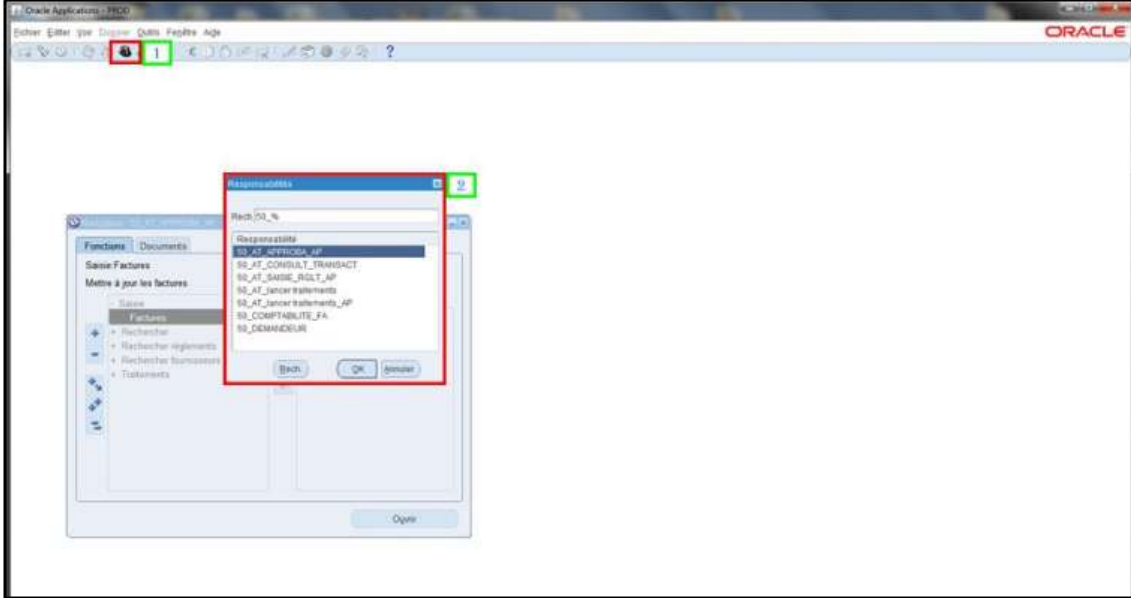 Oracle Applications - PROD
Fichier Editer Vue Dossier Outils Fenêtre Aide
ORACLE
1
?
Responsabilités
2
Rech 50_%
Fonctions Documents
Responsabilité
50_AT_APPROBA_AP
Saisie:Factures
50_AT_CONSULT_TRANSACT
50_AT_SAISIE_RGLT_AP
Mettre à jour les factures
50_AT_lancer traitements
- Saisie
50_AT_lancer traitements_AP
Factures
50_COMPTABILITE_FA
+ Rechercher
50_DEMANDEUR
+ Rechercher règlements
+ Rechercher fournisseurs
Rech. OK Annuler
+ Traitements
Ouvrir